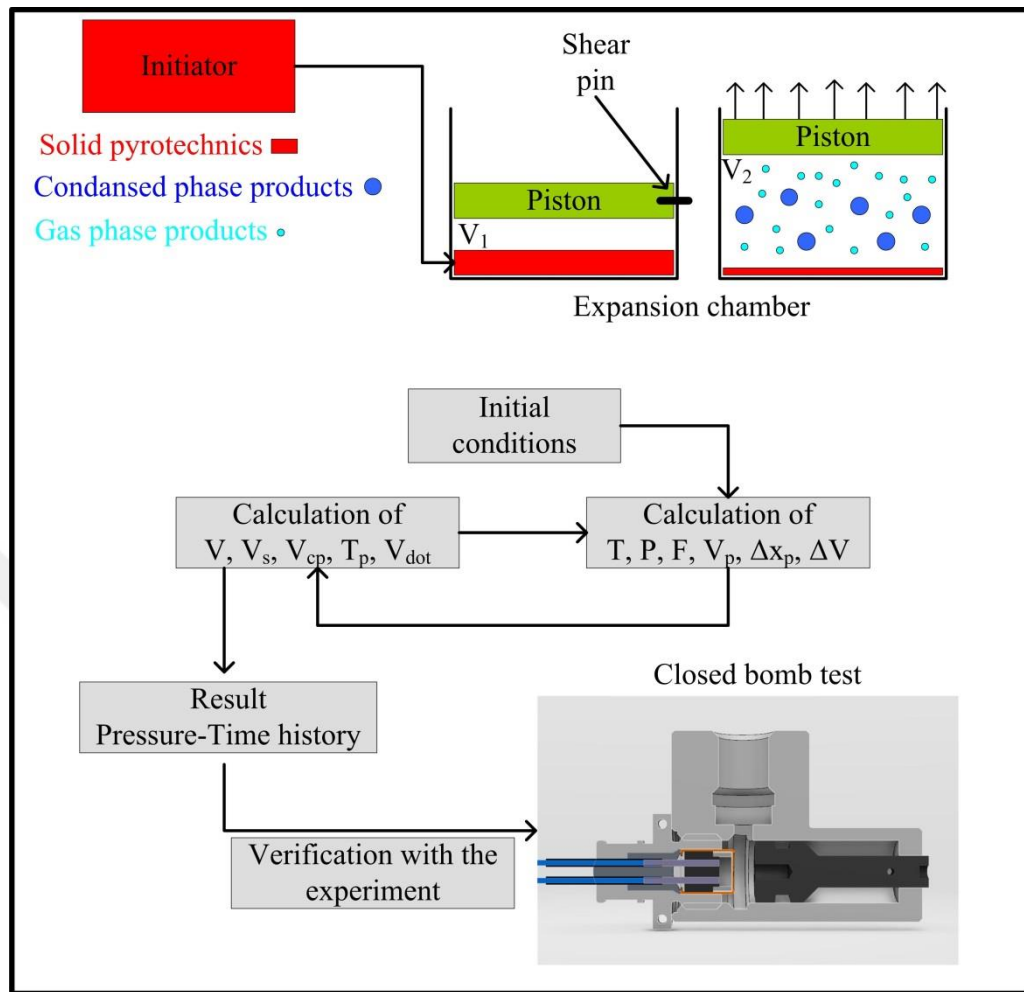 Initiator
Shear
pin
Solid pyrotechnics
Condansed phase products
Gas phase products
Piston
V₁
Piston
V₂
Expansion chamber
Initial
conditions
Calculation of
V, Vₛ, V_cp, Tₚ, V_dot
Calculation of
T, P, F, Vₚ, Δxₚ, ΔV
Result
Pressure-Time history
Closed bomb test
Verification with the
experiment